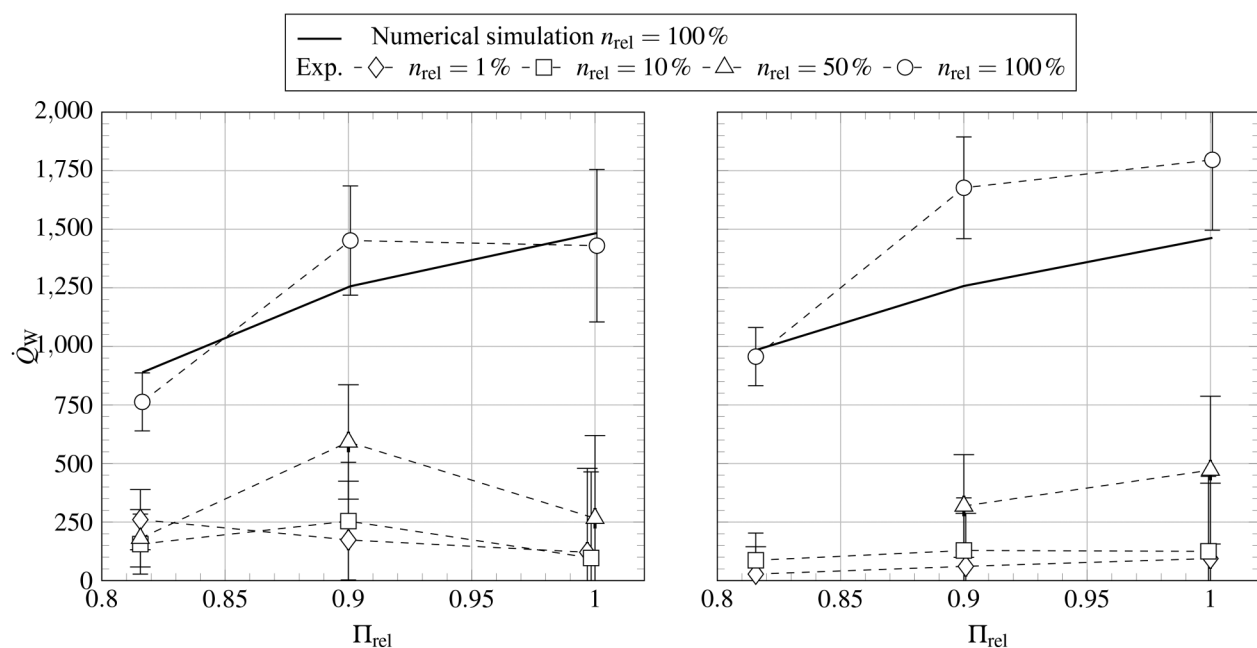 Numerical simulation n_rel = 100%
Exp. n_rel = 1% n_rel = 10% n_rel = 50% n_rel = 100%
2,000
1,750
1,500
1,250
1,000
750
500
250
0
Q̇_W
0.8 0.85 0.9 0.95 1
Π_rel
0.8 0.85 0.9 0.95 1
Π_rel